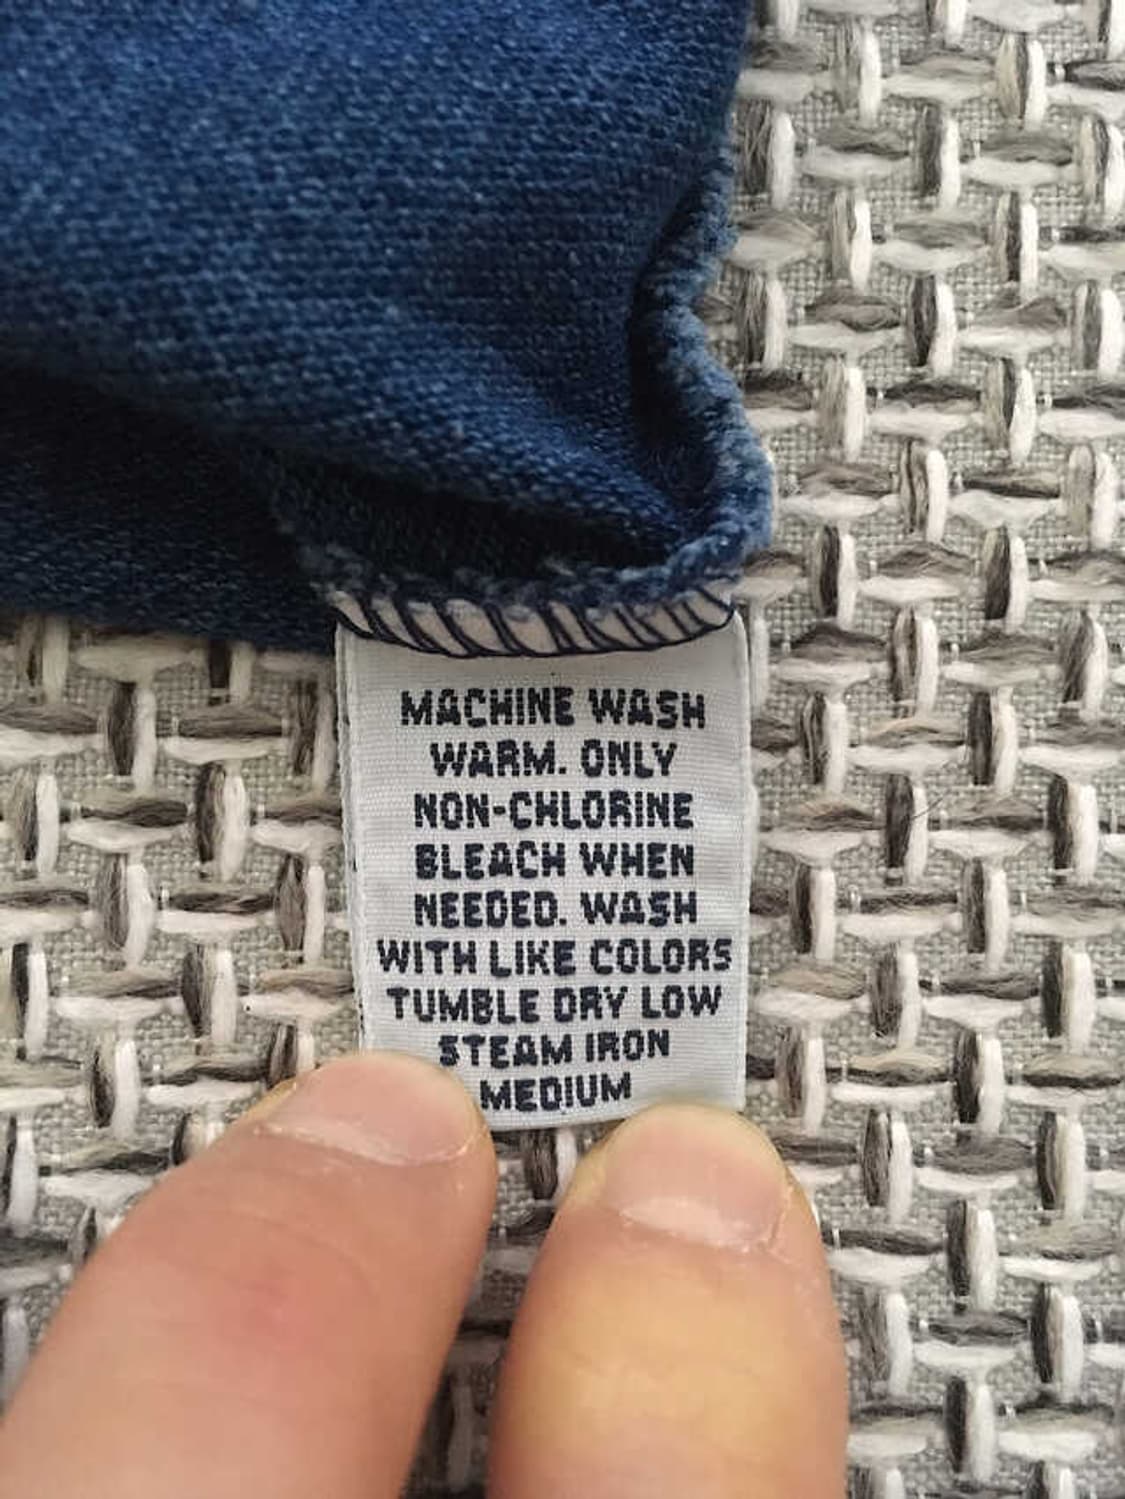 MACHINE WASH
WARM. ONLY
NON-CHLORINE
BLEACH WHEN
NEEDED. WASH
WITH LIKE COLORS
TUMBLE DRY LOW
STEAM IRON
MEDIUM